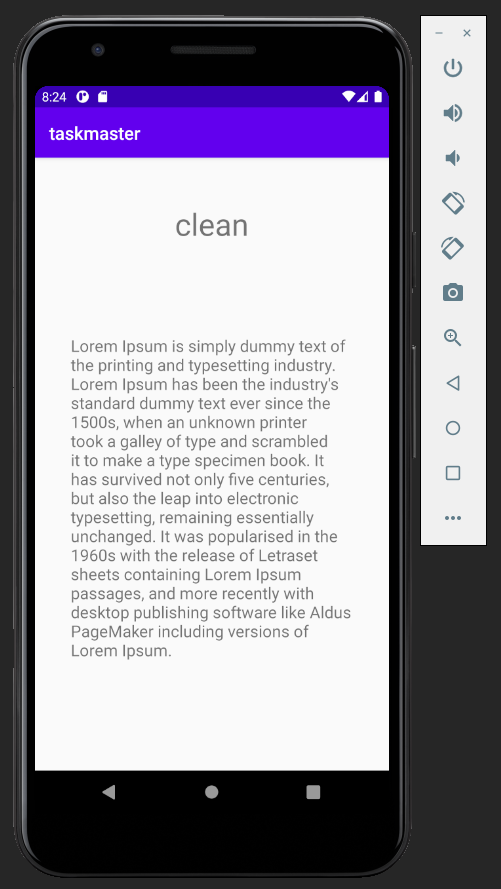 8:24
taskmaster
clean
Lorem Ipsum is simply dummy text of
the printing and typesetting industry.
Lorem Ipsum has been the industry's
standard dummy text ever since the
1500s, when an unknown printer
took a galley of type and scrambled
it to make a type specimen book. It
has survived not only five centuries,
but also the leap into electronic
typesetting, remaining essentially
unchanged. It was popularised in the
1960s with the release of Letraset
sheets containing Lorem Ipsum
passages, and more recently with
desktop publishing software like Aldus
PageMaker including versions of
Lorem Ipsum.